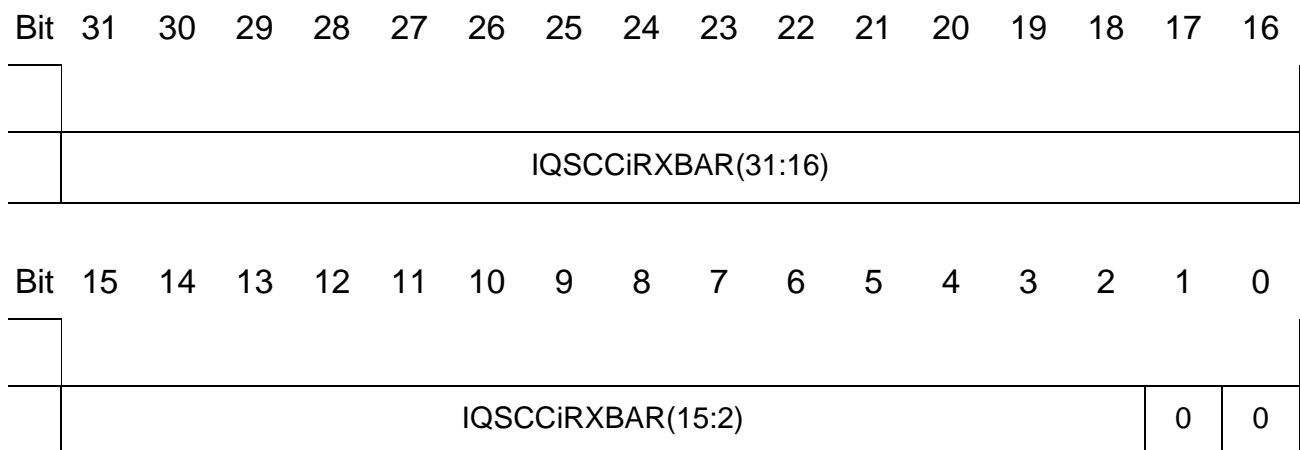 Bit 31 30 29 28 27 26 25 24 23 22 21 20 19 18 17 16
IQSCCiRXBAR(31:16)
Bit 15 14 13 12 11 10 9 8 7 6 5 4 3 2 1 0
IQSCCiRXBAR(15:2) 0 0